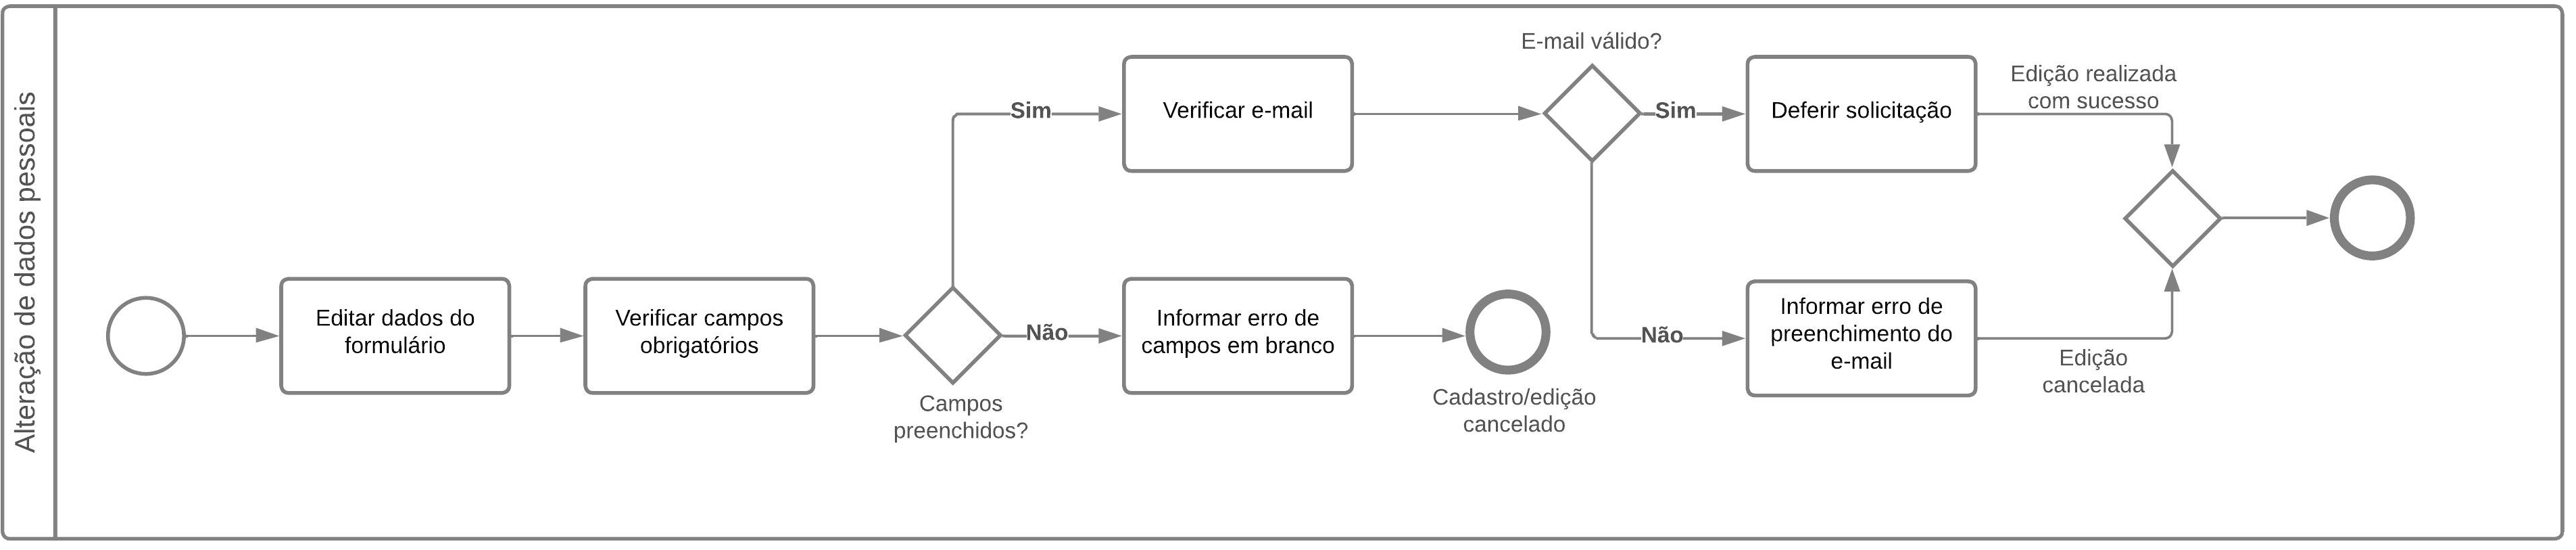 Alteração de dados pessoais
Editar dados do
formulário
Verificar campos
obrigatórios
Campos
preenchidos?
Sim
Não
Verificar e-mail
Informar erro de
campos em branco
Cadastro/edição
cancelado
E-mail válido?
Sim
Não
Deferir solicitação
Informar erro de
preenchimento do
e-mail
Edição realizada
com sucesso
Edição
cancelada